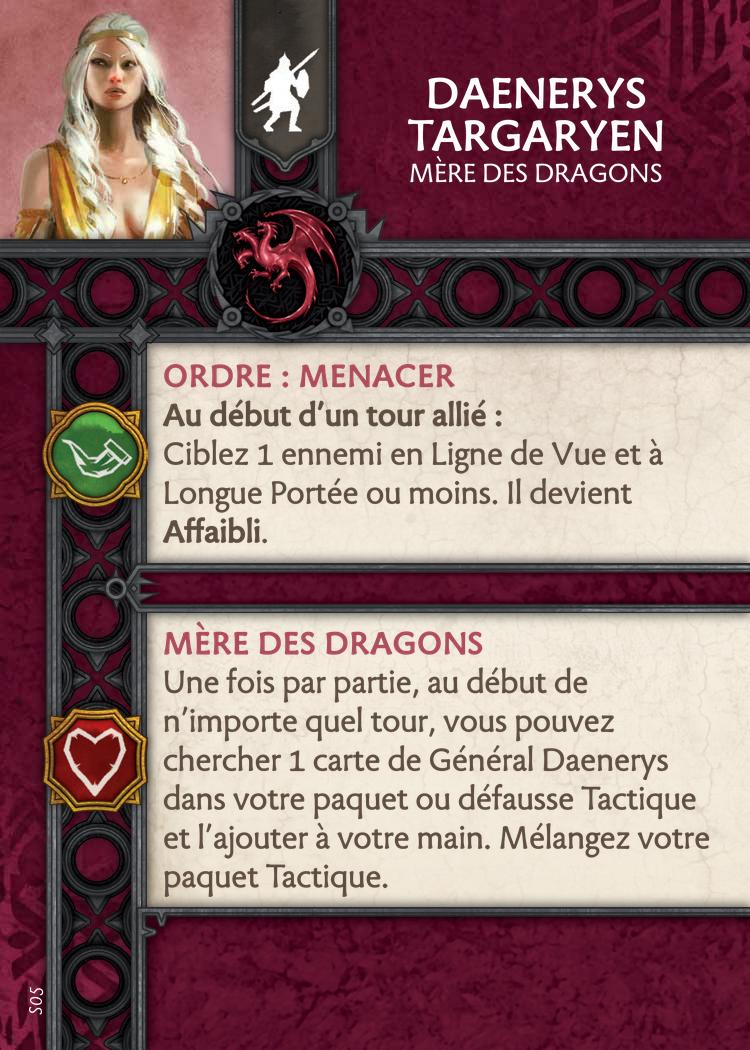 DAENERYS
TARGARYEN
MÈRE DES DRAGONS
ORDRE : MENACER
Au début d’un tour allié :
Ciblez 1 ennemi en Ligne de Vue et à
Longue Portée ou moins. Il devient
Affaibli.
MÈRE DES DRAGONS
Une fois par partie, au début de
n’importe quel tour, vous pouvez
chercher 1 carte de Général Daenerys
dans votre paquet ou défausse Tactique
et l’ajouter à votre main. Mélangez votre
paquet Tactique.
S05